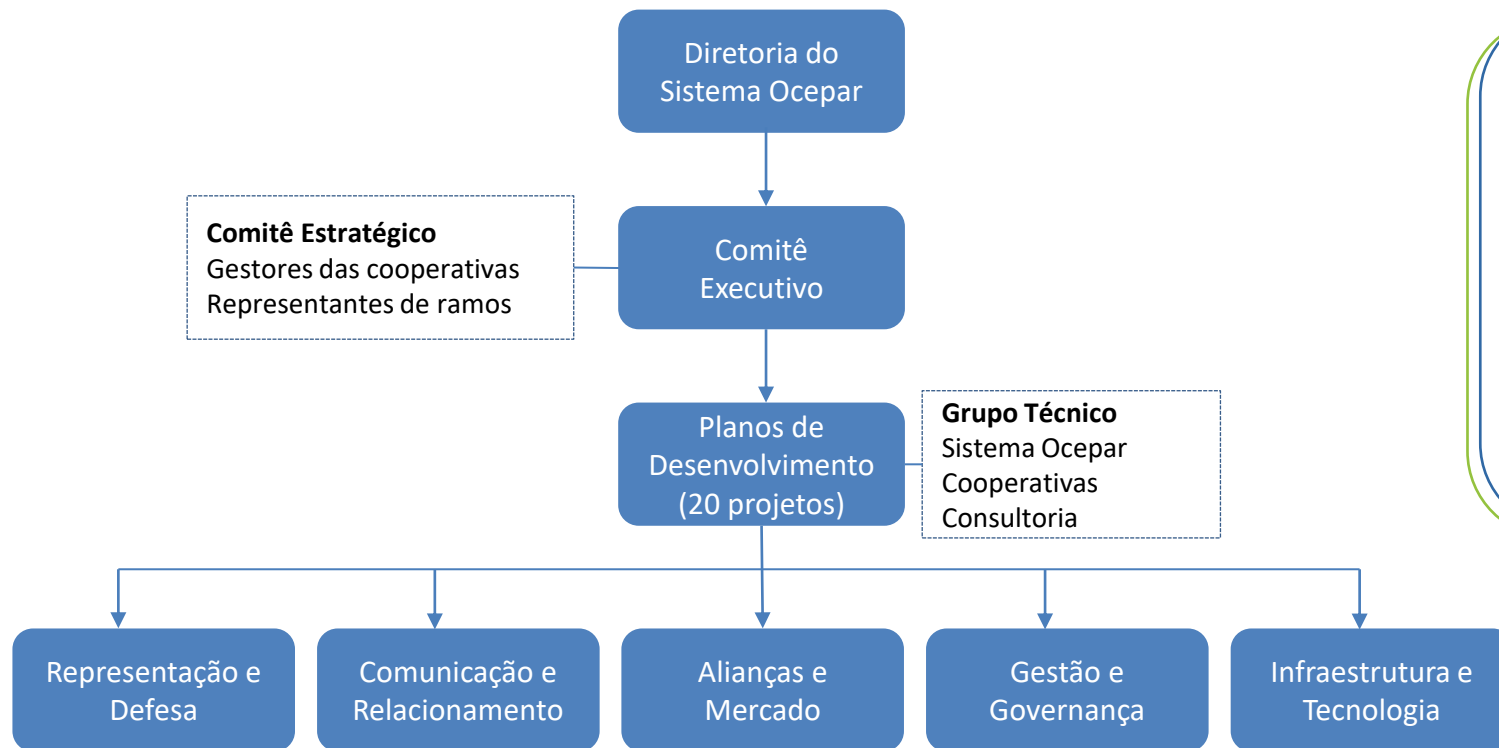 Diretoria do
Sistema Ocepar
Comitê Estratégico
Gestores das cooperativas
Representantes de ramos
Comitê
Executivo
Planos de
Desenvolvimento
(20 projetos)
Grupo Técnico
Sistema Ocepar
Cooperativas
Consultoria
Representação e
Defesa
Comunicação e
Relacionamento
Alianças e
Mercado
Gestão e
Governança
Infraestrutura e
Tecnologia